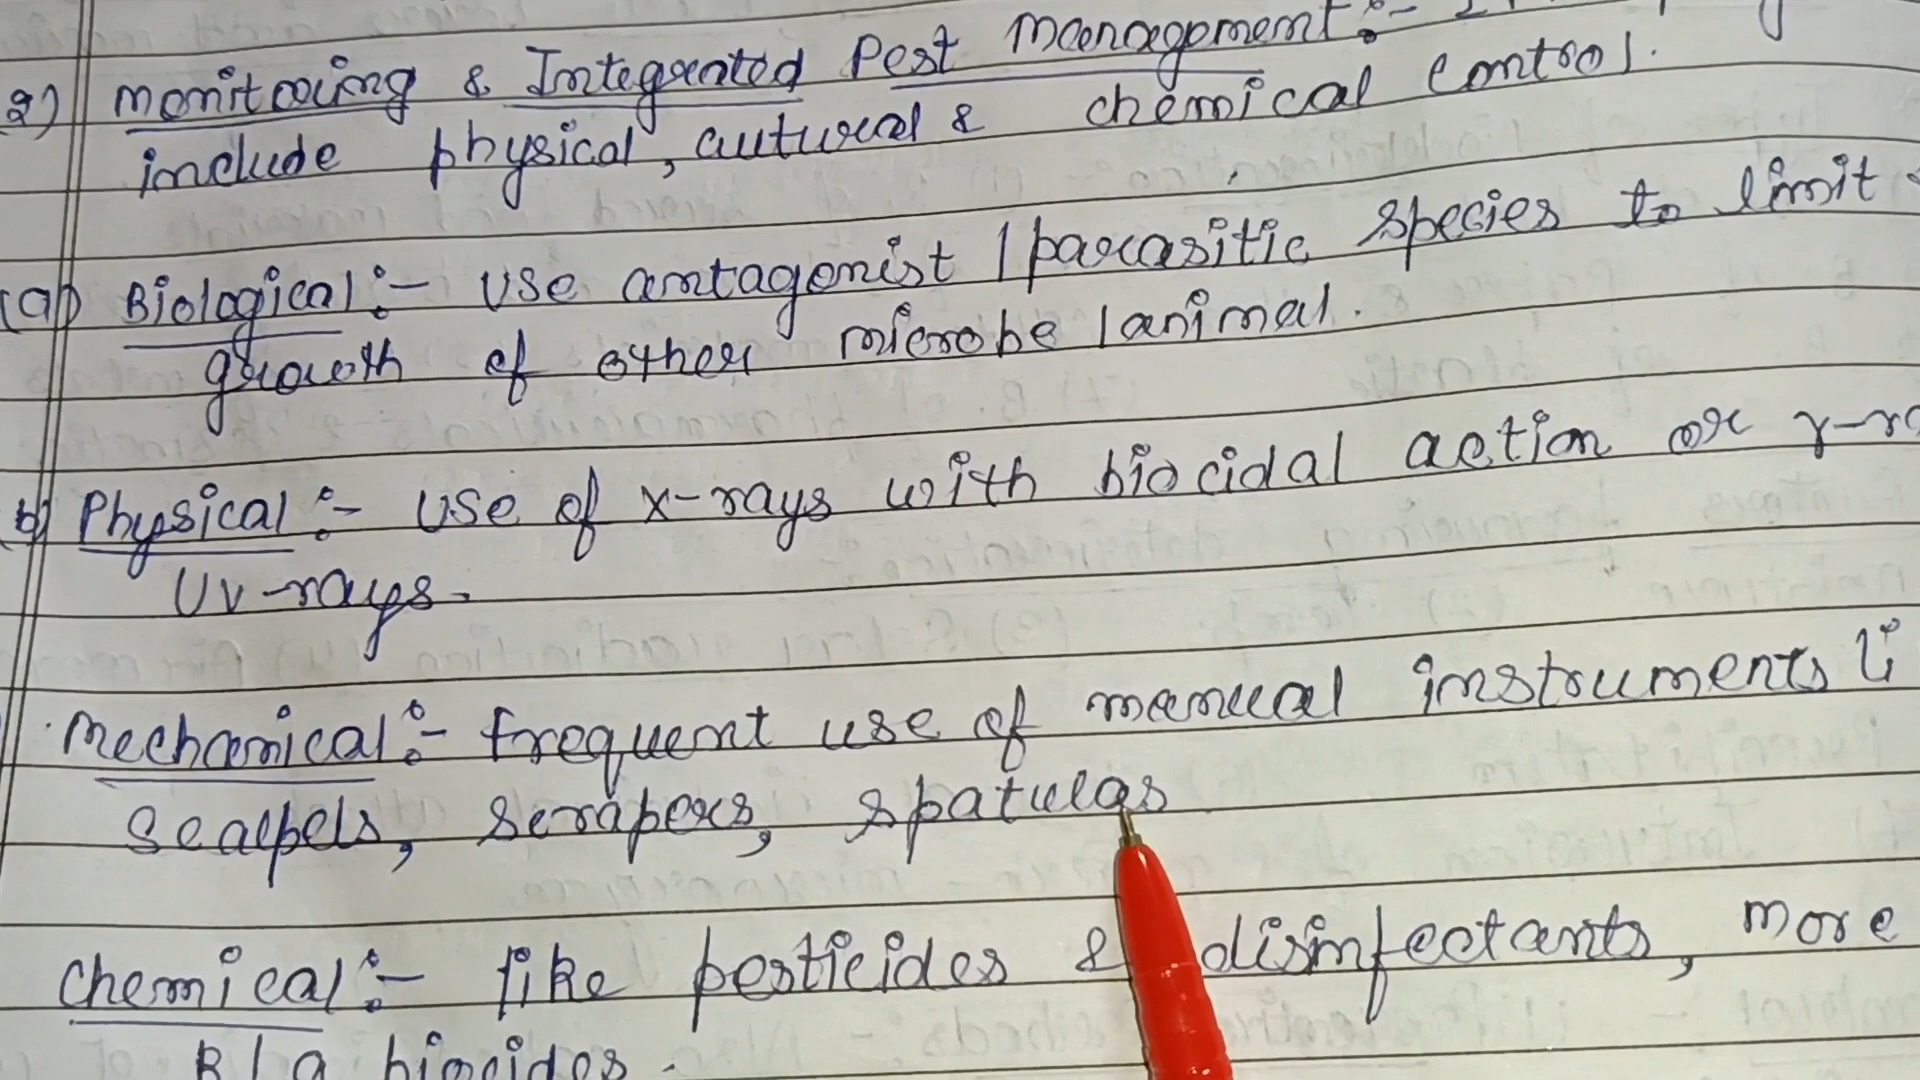 2) Monitoring & Integrated Pest Management :-
include physical, cutural & chemical control.
(a) Biological :- Use antagonist / parasitic species to limit
growth of other microbe / animal.
b) Physical :- Use of x-rays with biocidal action or γ-
UV-rays.
Mechanical :- frequent use of manual instruments
Scalpels, Scrapers, Spatulas
Chemical :- like pesticides & disinfectants, more
biocides.